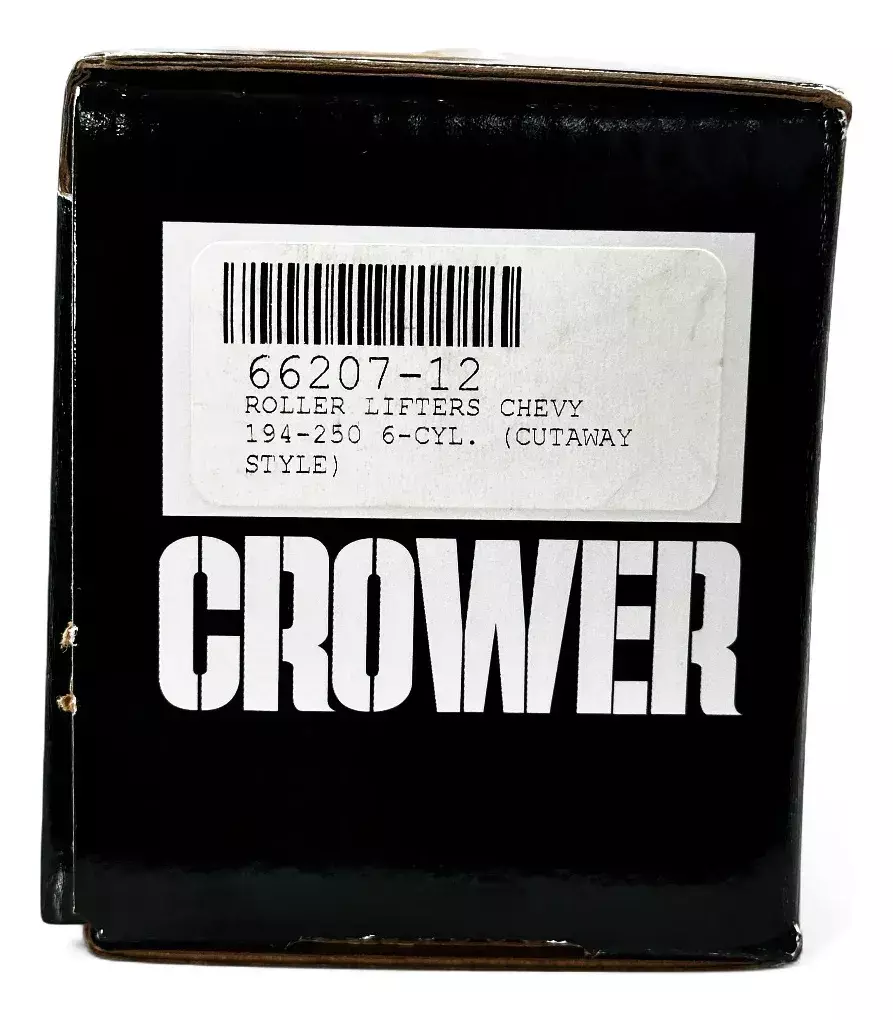 66207-12
ROLLER LIFTERS CHEVY
194-250 6-CYL. (CUTAWAY
STYLE)
CROWER